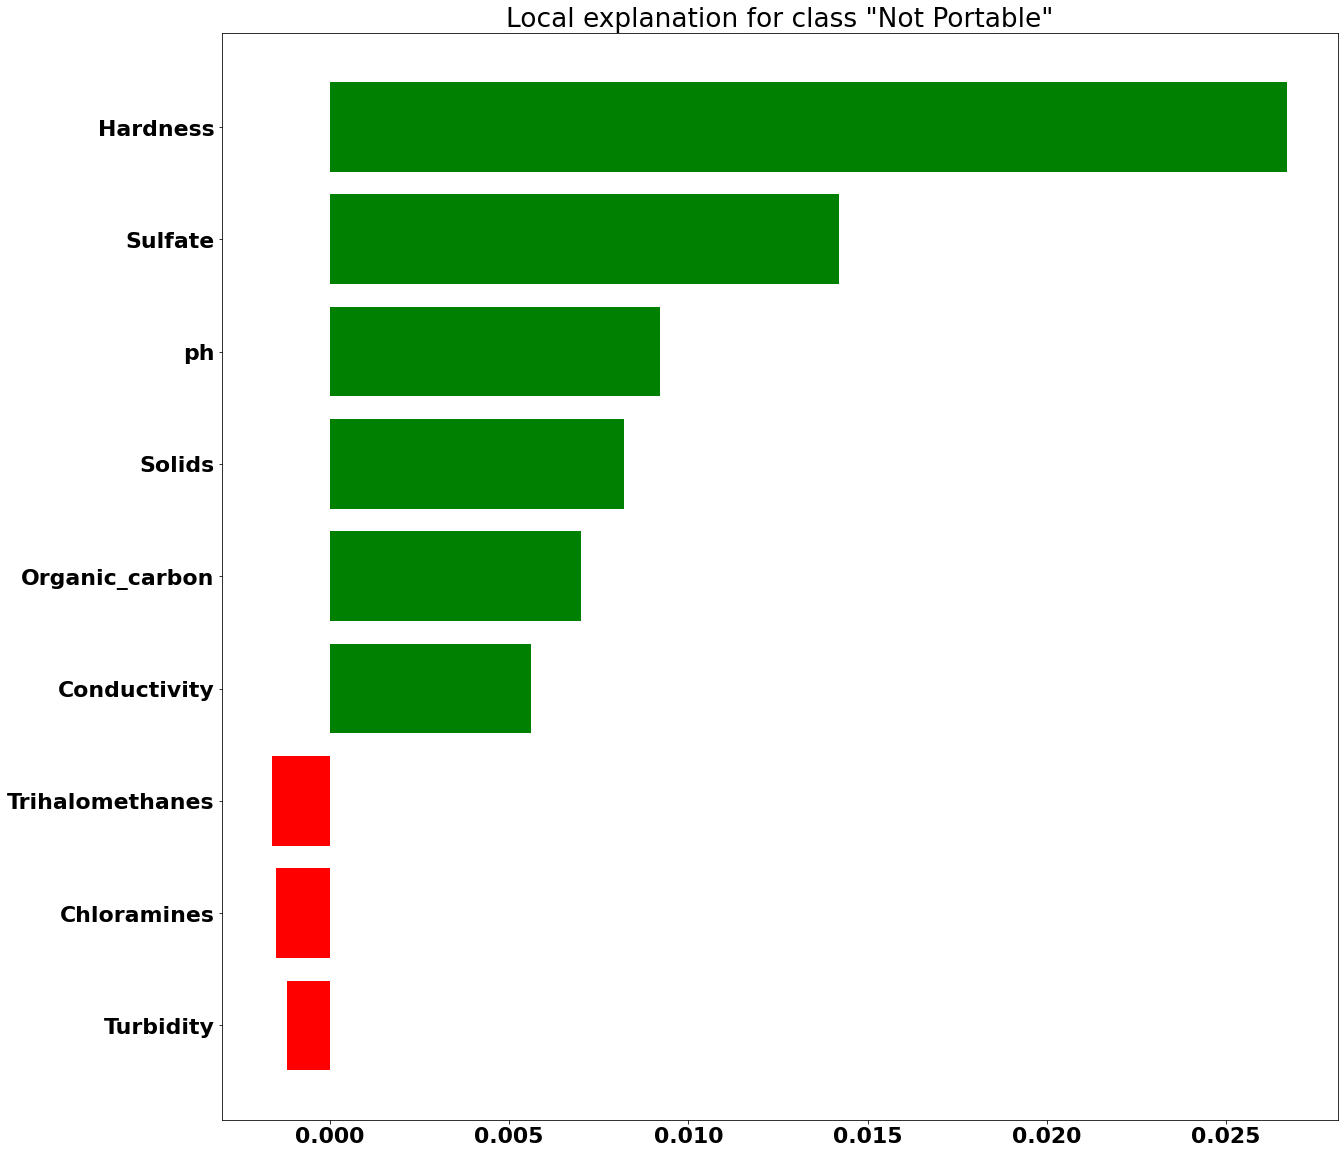 Local explanation for class "Not Portable"
Hardness
Sulfate
ph
Solids
Organic_carbon
Conductivity
Trihalomethanes
Chloramines
Turbidity
0.000 0.005 0.010 0.015 0.020 0.025